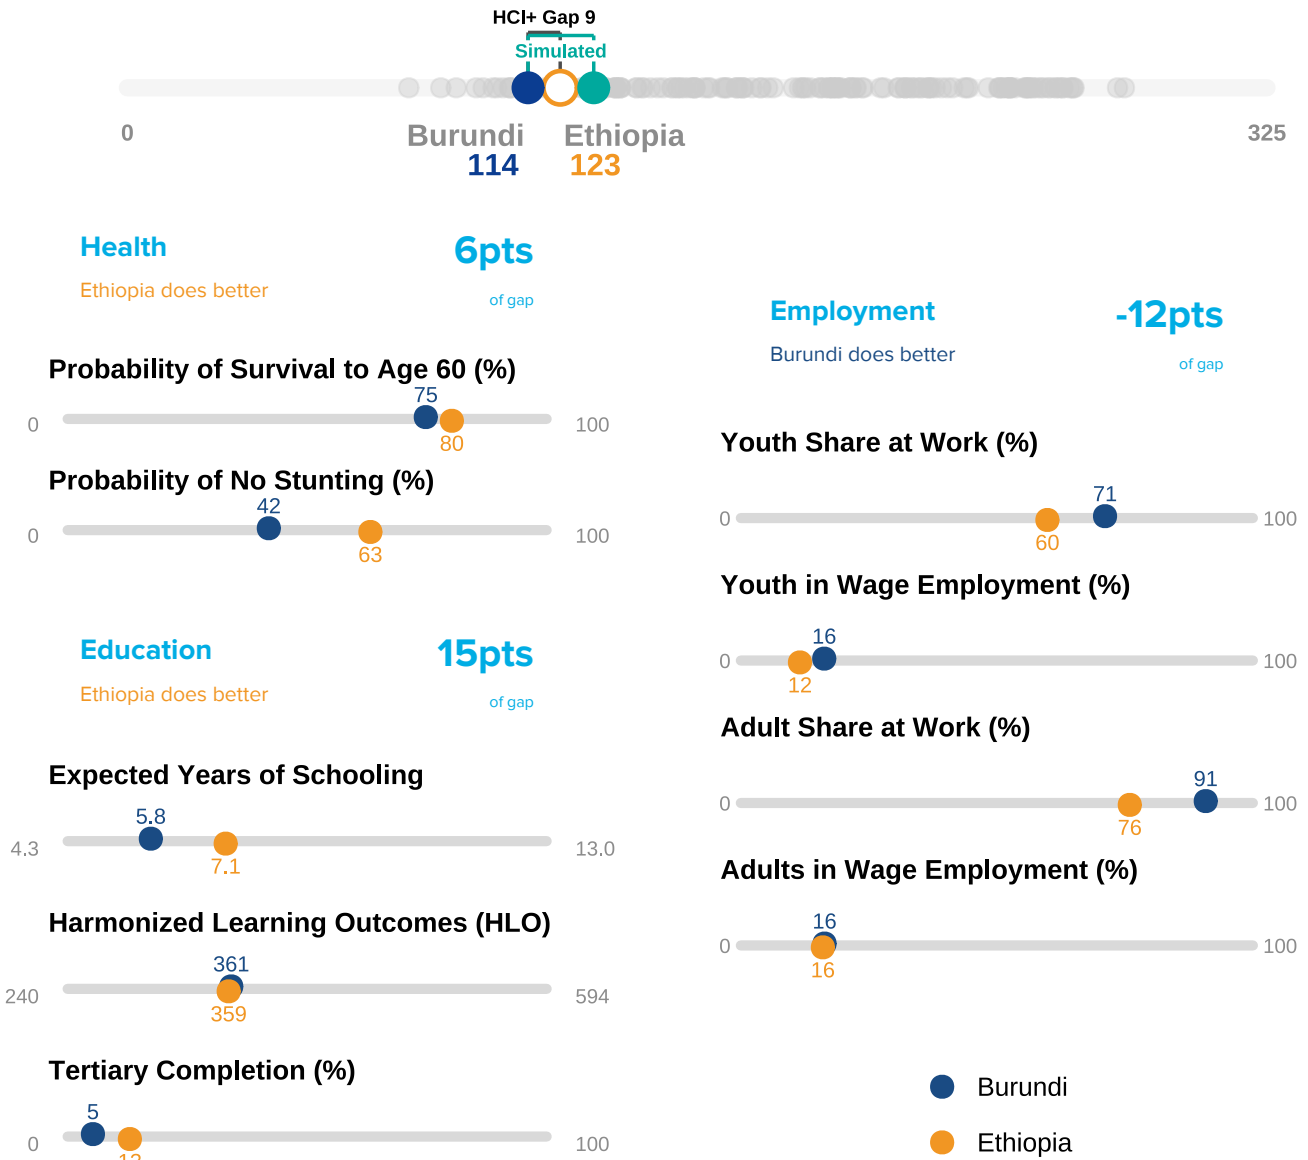 HCI+ Gap 9
Simulated
0
325
Burundi
Ethiopia
114
123
Health
6pts
Ethiopia does better
of gap
Probability of Survival to Age 60 (%)
75
0
100
80
Probability of No Stunting (%)
42
0
100
63
Education
15pts
Ethiopia does better
of gap
Expected Years of Schooling
5.8
4.3
13.0
7.1
Harmonized Learning Outcomes (HLO)
361
240
594
359
Tertiary Completion (%)
5
0
100
Employment
-12pts
Burundi does better
of gap
Youth Share at Work (%)
71
0
100
60
Youth in Wage Employment (%)
16
0
100
12
Adult Share at Work (%)
91
0
100
76
Adults in Wage Employment (%)
16
0
100
16
Burundi
Ethiopia